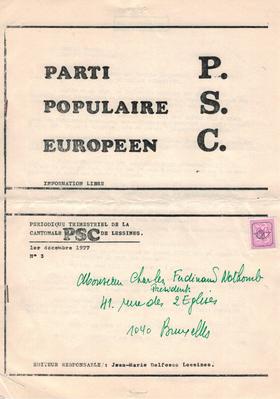 PARTI P.
POPULAIRE S.
EUROPEEN C.
INFORMATION LIBRE
PERIODIQUE TRIMESTRIEL DE LA
CANTONALE PSC DE LESSINES.
1er décembre 1977
N° 3
Monsieur Charles Ferdinand Nothomb
Président
41. rue des 2 Eglises
1040 Bruxelles
EDITEUR RESPONSABLE/: Jean-Marie Delfosco Lessines.